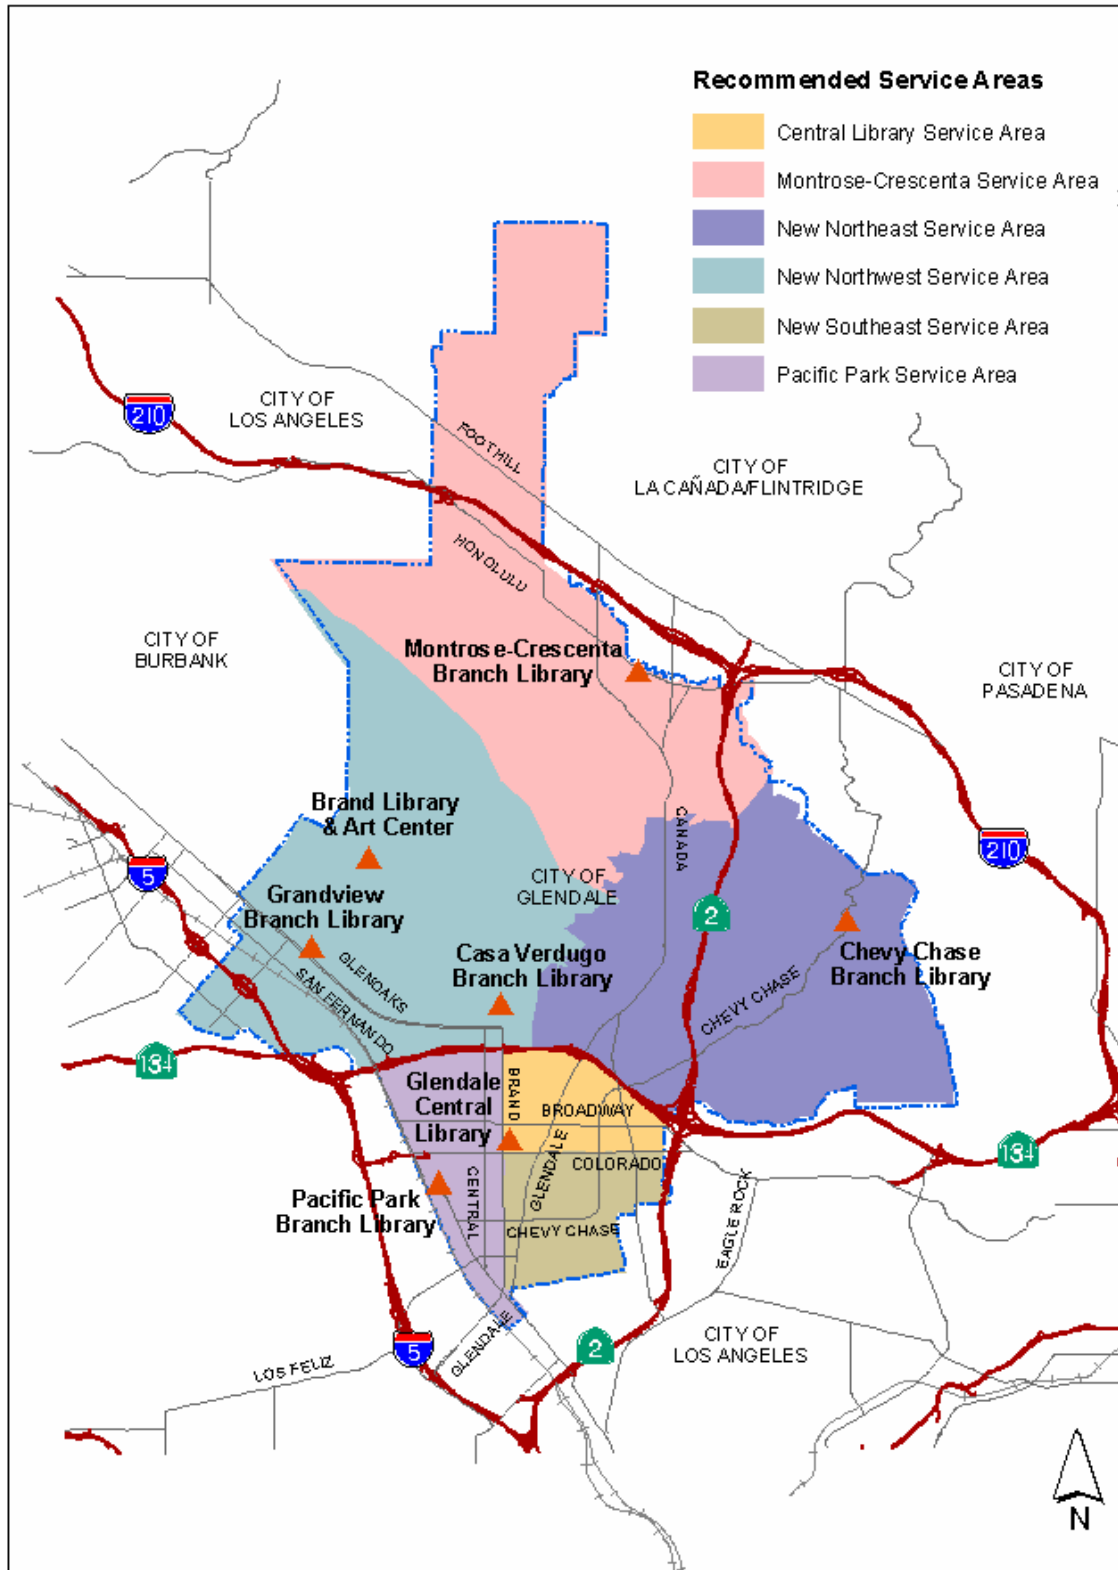 Recommended Service Areas
Central Library Service Area
Montrose-Crescenta Service Area
New Northeast Service Area
New Northwest Service Area
New Southeast Service Area
Pacific Park Service Area
210
CITY OF
LOS ANGELES
FOOTHILL
CITY OF
LA CAÑADA/FLINTRIDGE
HONOLULU
CITY OF
BURBANK
Montrose-Crescenta
Branch Library
CITY OF
PASADENA
Brand Library
& Art Center
CANADA
210
5
CITY OF
GLENDALE
2
Grandview
Branch Library
GLENOAKS
SAN FERNANDO
Casa Verdugo
Branch Library
CHEVY CHASE
Chevy Chase
Branch Library
134
Glendale
Central
Library
BRAND
BROADWAY
GLENDALE
COLORADO
134
Pacific Park
Branch Library
CENTRAL
CHEVY CHASE
EAGLE ROCK
5
GLENDALE
2
CITY OF
LOS ANGELES
LOS FELIZ
N